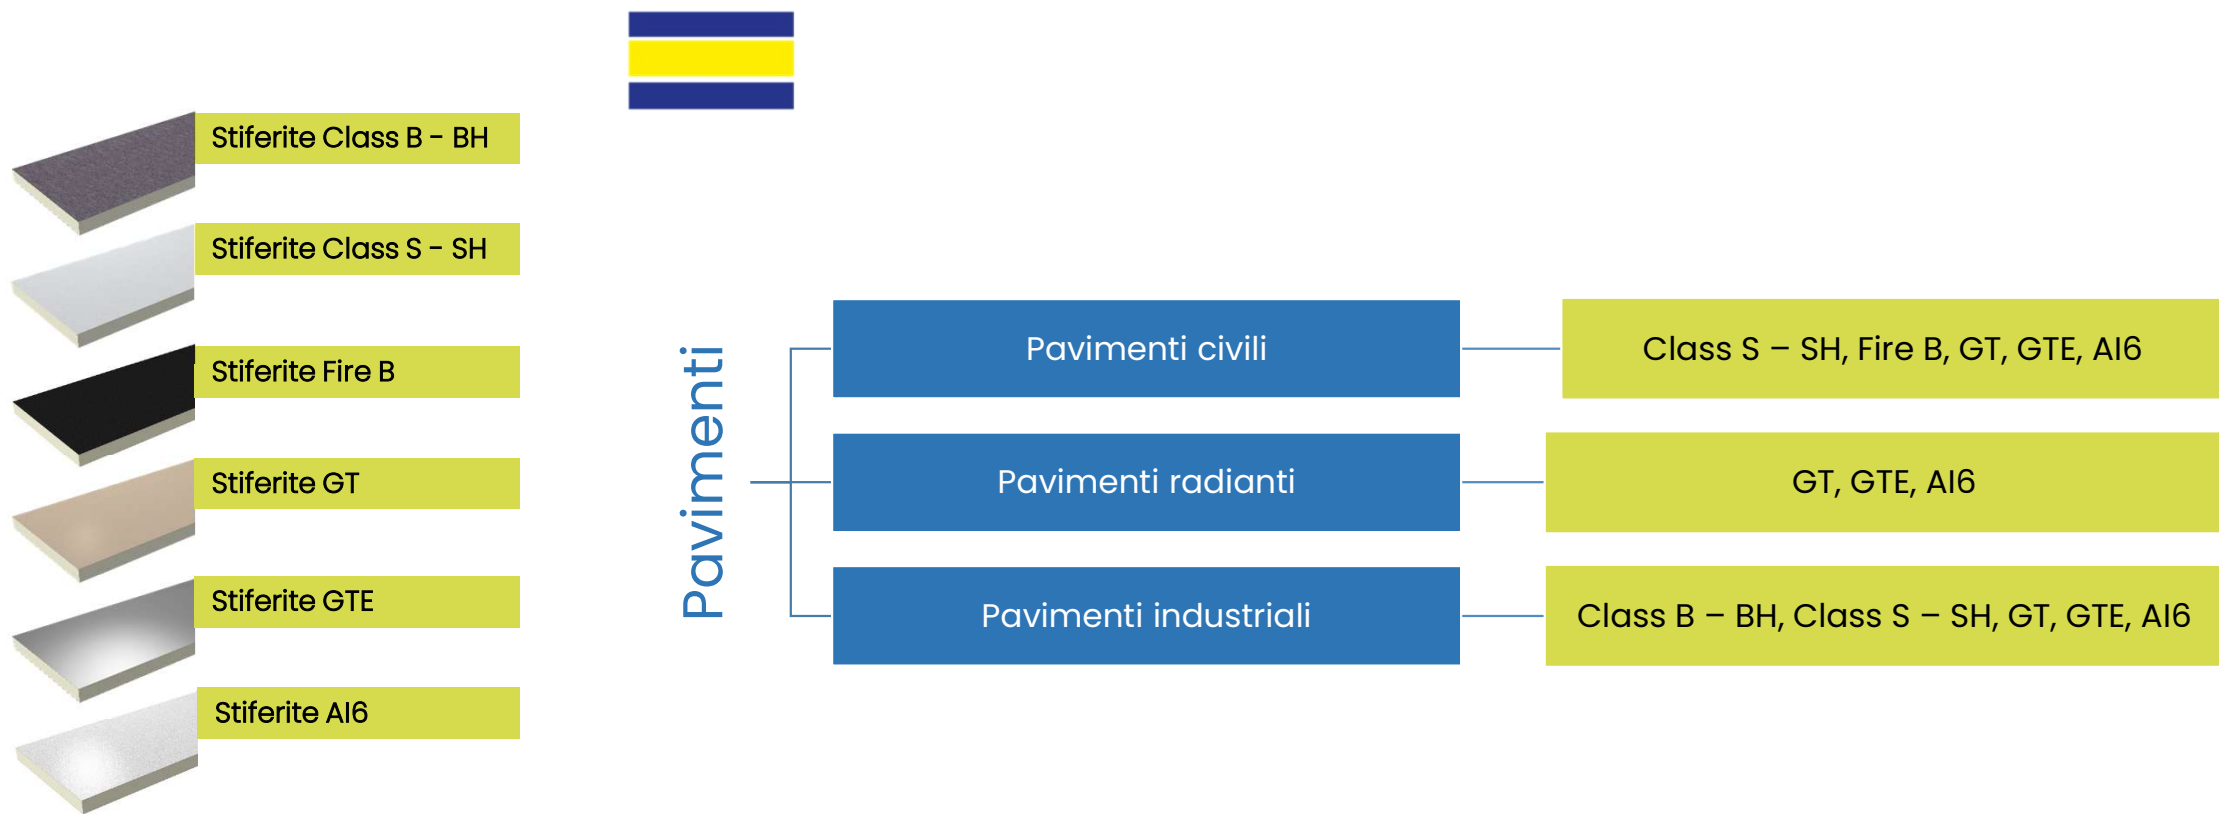 Stiferite Class B - BH
Stiferite Class S - SH
Stiferite Fire B
Stiferite GT
Stiferite GTE
Stiferite AI6
Pavimenti
Pavimenti civili
Class S – SH, Fire B, GT, GTE, AI6
Pavimenti radianti
GT, GTE, AI6
Pavimenti industriali
Class B – BH, Class S – SH, GT, GTE, AI6